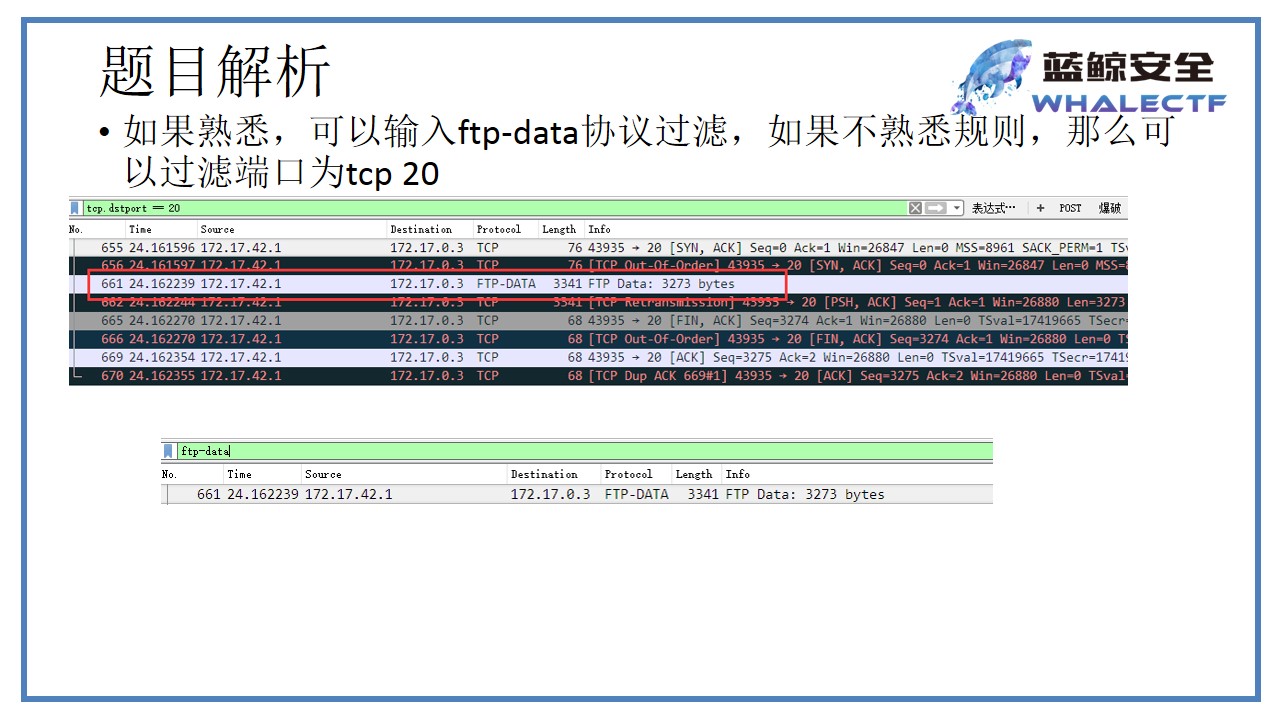 题目解析
蓝鲸安全
WHALECTF
• 如果熟悉，可以输入ftp-data协议过滤，如果不熟悉规则，那么可
以过滤端口为tcp 20
tcp.dstport == 20 表达式… + POST 爆破
No. Time Source Destination Protocol Length Info
655 24.161596 172.17.42.1 172.17.0.3 TCP 76 43935 → 20 [SYN, ACK] Seq=0 Ack=1 Win=26847 Len=0 MSS=8961 SACK_PERM=1 TSv
656 24.161597 172.17.42.1 172.17.0.3 TCP 76 [TCP Out-Of-Order] 43935 → 20 [SYN, ACK] Seq=0 Ack=1 Win=26847 Len=0 MSS=8
661 24.162239 172.17.42.1 172.17.0.3 FTP-DATA 3341 FTP Data: 3273 bytes
662 24.162244 172.17.42.1 172.17.0.3 TCP 3341 [TCP Retransmission] 43935 → 20 [PSH, ACK] Seq=1 Ack=1 Win=26880 Len=3273
665 24.162270 172.17.42.1 172.17.0.3 TCP 68 43935 → 20 [FIN, ACK] Seq=3274 Ack=1 Win=26880 Len=0 TSval=17419665 TSecr=
666 24.162270 172.17.42.1 172.17.0.3 TCP 68 [TCP Out-Of-Order] 43935 → 20 [FIN, ACK] Seq=3274 Ack=1 Win=26880 Len=0 TS
669 24.162354 172.17.42.1 172.17.0.3 TCP 68 43935 → 20 [ACK] Seq=3275 Ack=2 Win=26880 Len=0 TSval=17419665 TSecr=17419
670 24.162355 172.17.42.1 172.17.0.3 TCP 68 [TCP Dup ACK 669#1] 43935 → 20 [ACK] Seq=3275 Ack=2 Win=26880 Len=0 TSval=
ftp-data
No. Time Source Destination Protocol Length Info
661 24.162239 172.17.42.1 172.17.0.3 FTP-DATA 3341 FTP Data: 3273 bytes